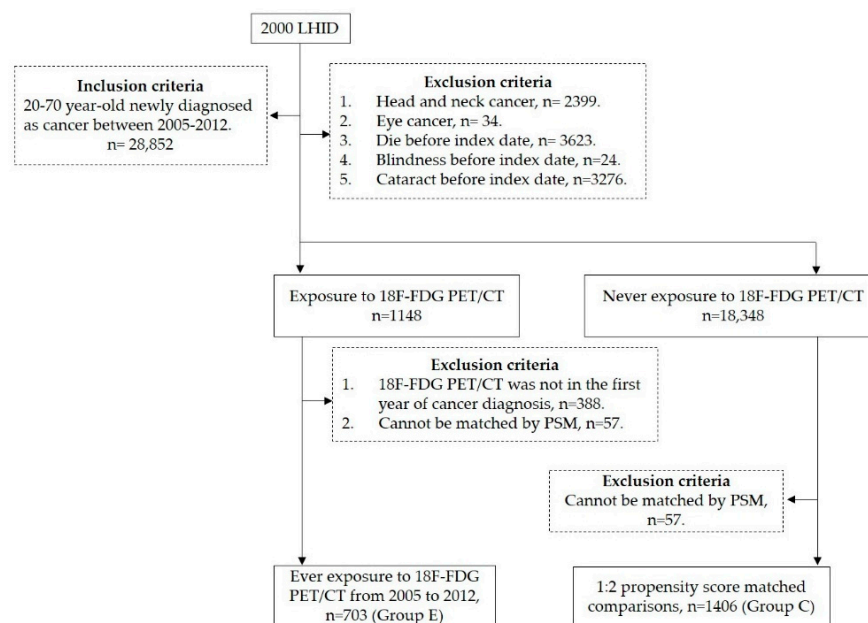 2000 LHID
Inclusion criteria
20-70 year-old newly diagnosed
as cancer between 2005-2012.
n= 28,852
Exclusion criteria
1. Head and neck cancer, n= 2399.
2. Eye cancer, n= 34.
3. Die before index date, n= 3623.
4. Blindness before index date, n=24.
5. Cataract before index date, n=3276.
Exposure to 18F-FDG PET/CT
n=1148
Never exposure to 18F-FDG PET/CT
n=18,348
Exclusion criteria
1. 18F-FDG PET/CT was not in the first
year of cancer diagnosis, n=388.
2. Cannot be matched by PSM, n=57.
Exclusion criteria
Cannot be matched by PSM,
n=57.
Ever exposure to 18F-FDG
PET/CT from 2005 to 2012,
n=703 (Group E)
1:2 propensity score matched
comparisons, n=1406 (Group C)